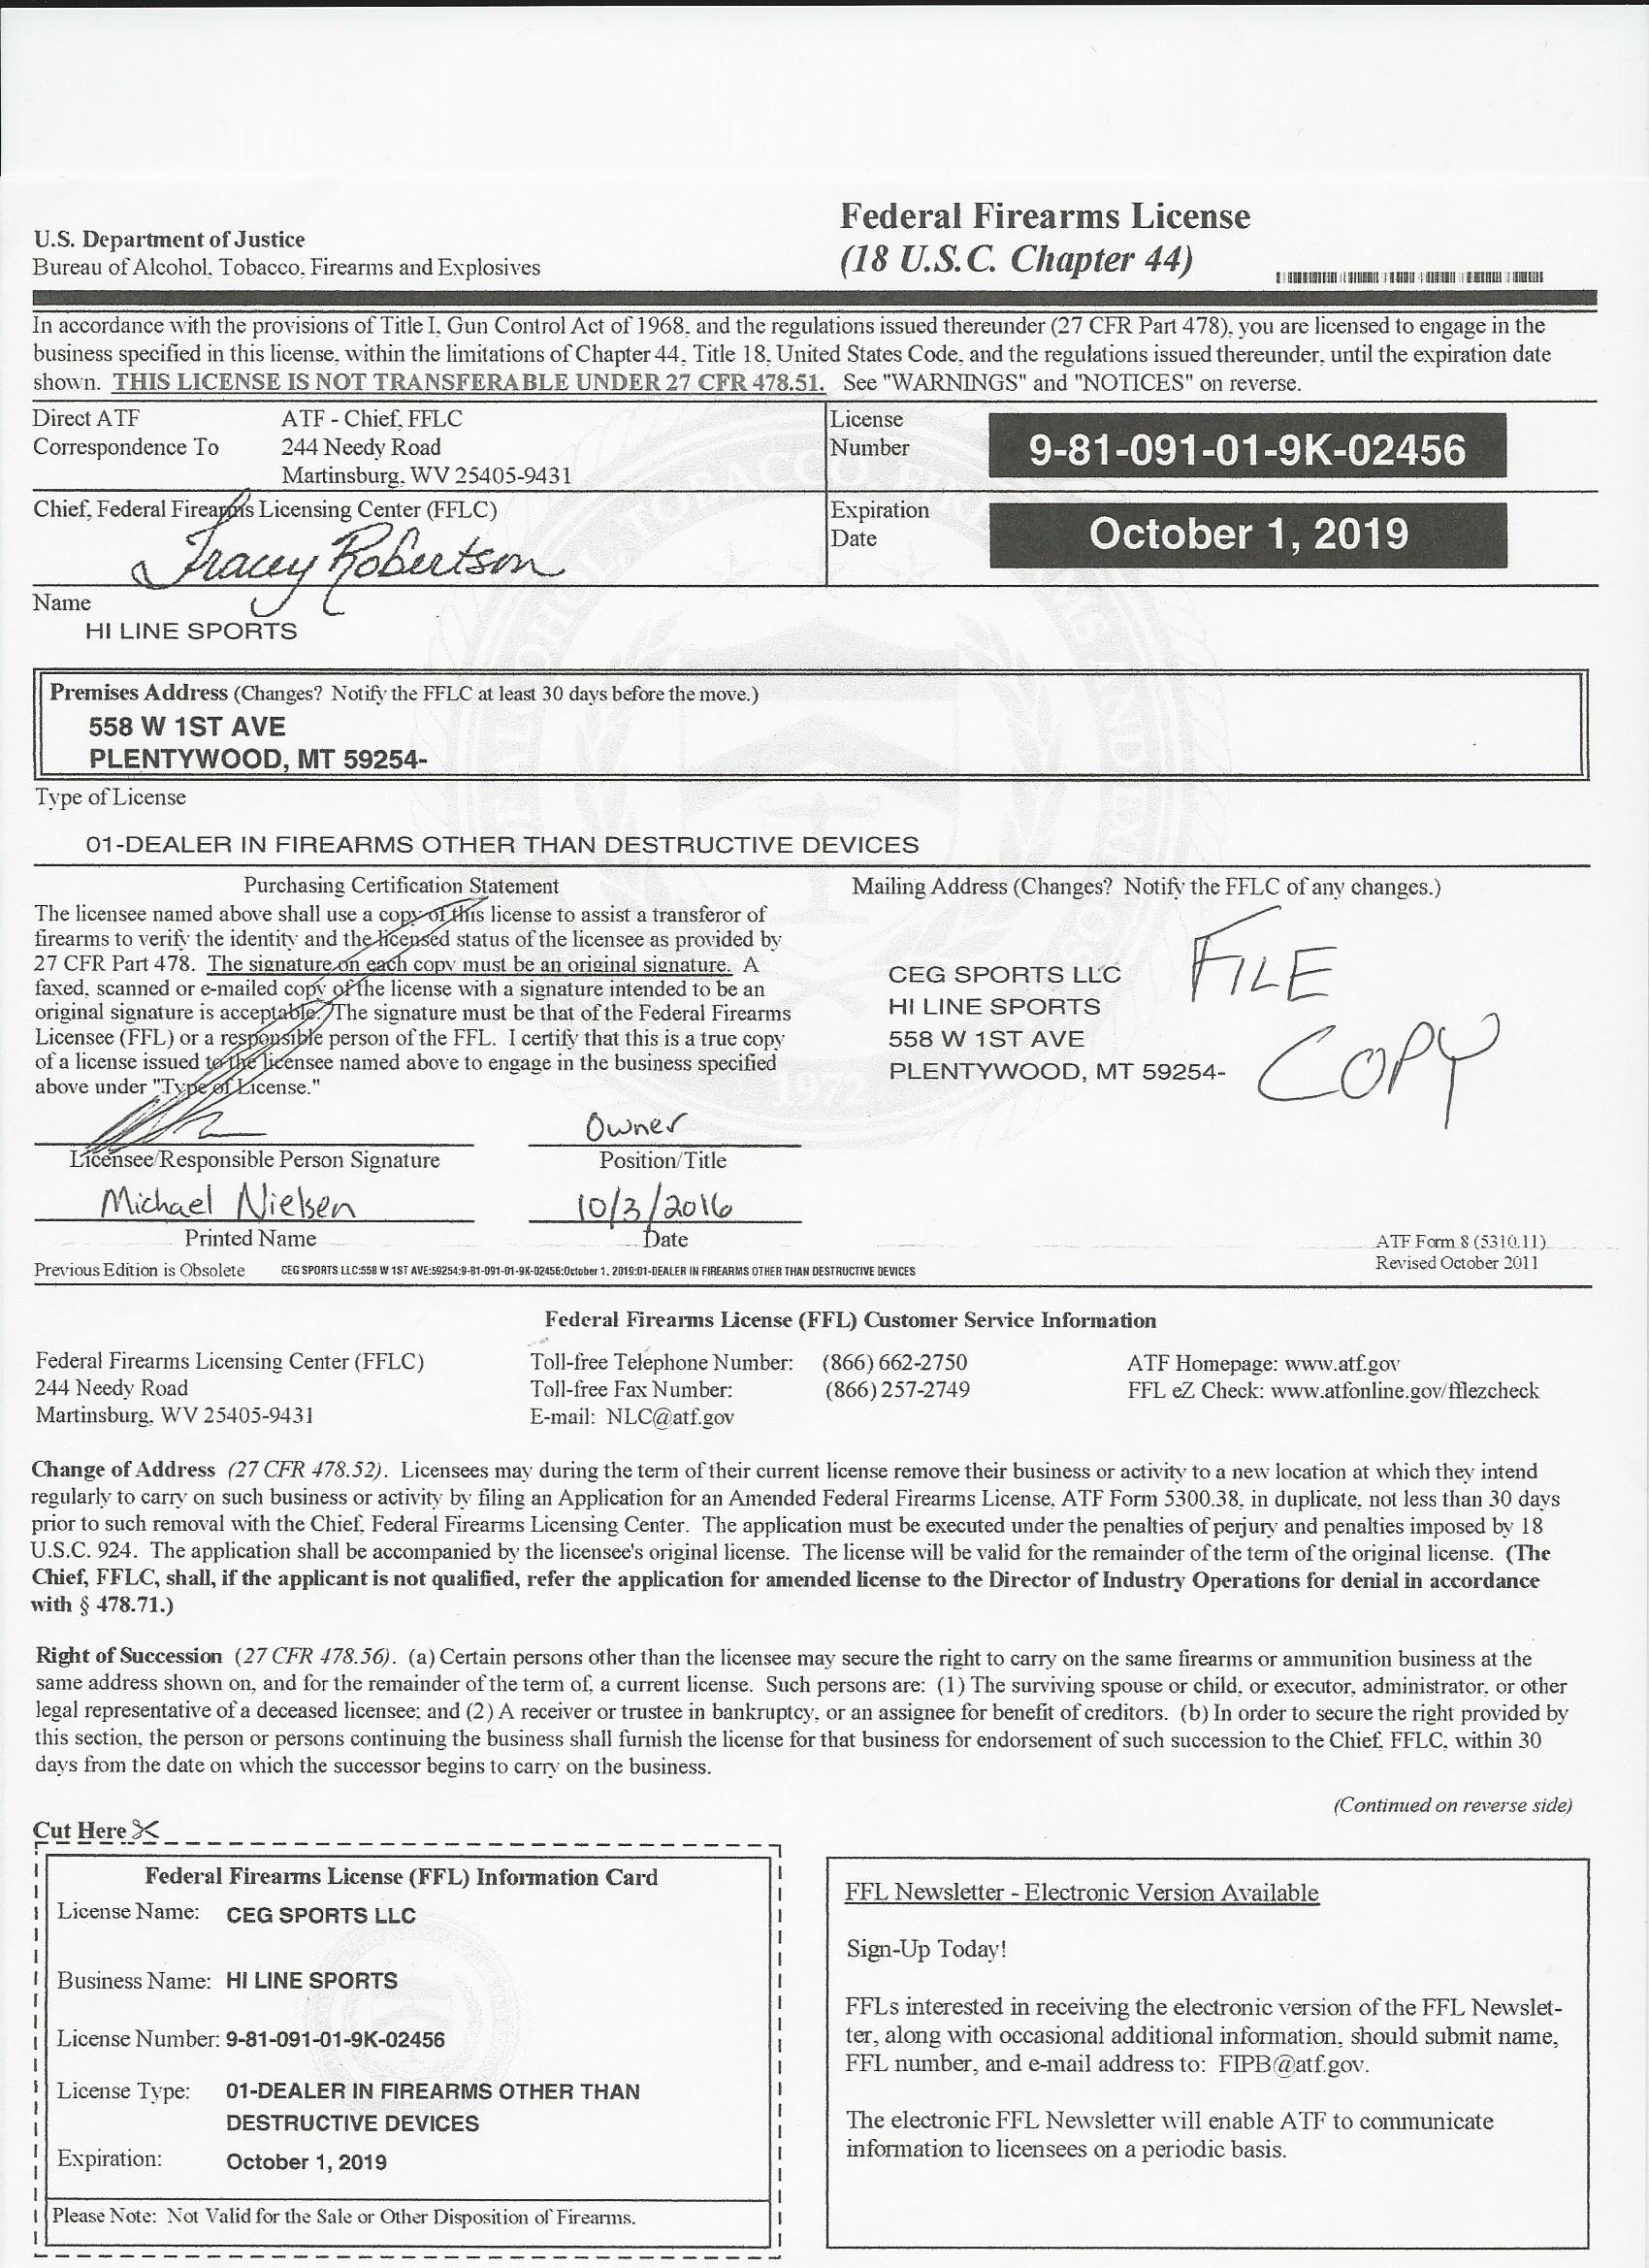 Federal Firearms License
(18 U.S.C. Chapter 44)
U.S. Department of Justice
Bureau of Alcohol, Tobacco, Firearms and Explosives
In accordance with the provisions of Title I, Gun Control Act of 1968, and the regulations issued thereunder (27 CFR Part 478), you are licensed to engage in the
business specified in this license, within the limitations of Chapter 44, Title 18, United States Code, and the regulations issued thereunder, until the expiration date
shown. THIS LICENSE IS NOT TRANSFERABLE UNDER 27 CFR 478.51. See "WARNINGS" and "NOTICES" on reverse.
Direct ATF
Correspondence To
ATF - Chief, FFLC
244 Needy Road
Martinsburg, WV 25405-9431
License
Number
9-81-091-01-9K-02456
Chief, Federal Firearms Licensing Center (FFLC)
Tracey Robertson
Expiration
Date
October 1, 2019
Name
HI LINE SPORTS
Premises Address (Changes? Notify the FFLC at least 30 days before the move.)
558 W 1ST AVE
PLENTYWOOD, MT 59254-
Type of License
01-DEALER IN FIREARMS OTHER THAN DESTRUCTIVE DEVICES
Purchasing Certification Statement
The licensee named above shall use a copy of this license to assist a transferor of
firearms to verify the identity and the licensed status of the licensee as provided by
27 CFR Part 478. The signature on each copy must be an original signature. A
faxed, scanned or e-mailed copy of the license with a signature intended to be an
original signature is acceptable. The signature must be that of the Federal Firearms
Licensee (FFL) or a responsible person of the FFL. I certify that this is a true copy
of a license issued to the licensee named above to engage in the business specified
above under "Type of License."
Mailing Address (Changes? Notify the FFLC of any changes.)
CEG SPORTS LLC
HI LINE SPORTS
558 W 1ST AVE
PLENTYWOOD, MT 59254-
FILE
COPY
Owner
Licensee/Responsible Person Signature
Position/Title
Michael Nielsen
10/3/2016
Printed Name
Date
ATF Form 8 (5310.11)
Revised October 2011
Previous Edition is Obsolete
CEG SPORTS LLC:558 W 1ST AVE:59254:9-81-091-01-9K-02456:October 1, 2019:01-DEALER IN FIREARMS OTHER THAN DESTRUCTIVE DEVICES
Federal Firearms License (FFL) Customer Service Information
Federal Firearms Licensing Center (FFLC)
244 Needy Road
Martinsburg, WV 25405-9431
Toll-free Telephone Number: (866) 662-2750
Toll-free Fax Number: (866) 257-2749
E-mail: NLC@atf.gov
ATF Homepage: www.atf.gov
FFL eZ Check: www.atfonline.gov/fflezcheck
Change of Address (27 CFR 478.52). Licensees may during the term of their current license remove their business or activity to a new location at which they intend
regularly to carry on such business or activity by filing an Application for an Amended Federal Firearms License, ATF Form 5300.38, in duplicate, not less than 30 days
prior to such removal with the Chief, Federal Firearms Licensing Center. The application must be executed under the penalties of perjury and penalties imposed by 18
U.S.C. 924. The application shall be accompanied by the licensee's original license. The license will be valid for the remainder of the term of the original license. (The
Chief, FFLC, shall, if the applicant is not qualified, refer the application for amended license to the Director of Industry Operations for denial in accordance
with § 478.71.)
Right of Succession (27 CFR 478.56). (a) Certain persons other than the licensee may secure the right to carry on the same firearms or ammunition business at the
same address shown on, and for the remainder of the term of, a current license. Such persons are: (1) The surviving spouse or child, or executor, administrator, or other
legal representative of a deceased licensee; and (2) A receiver or trustee in bankruptcy, or an assignee for benefit of creditors. (b) In order to secure the right provided by
this section, the person or persons continuing the business shall furnish the license for that business for endorsement of such succession to the Chief, FFLC, within 30
days from the date on which the successor begins to carry on the business.
(Continued on reverse side)
Cut Here
Federal Firearms License (FFL) Information Card
License Name: CEG SPORTS LLC
Business Name: HI LINE SPORTS
License Number: 9-81-091-01-9K-02456
License Type: 01-DEALER IN FIREARMS OTHER THAN
DESTRUCTIVE DEVICES
Expiration: October 1, 2019
Please Note: Not Valid for the Sale or Other Disposition of Firearms.
FFL Newsletter - Electronic Version Available
Sign-Up Today!
FFLs interested in receiving the electronic version of the FFL Newslet-
ter, along with occasional additional information, should submit name,
FFL number, and e-mail address to: FIPB@atf.gov.
The electronic FFL Newsletter will enable ATF to communicate
information to licensees on a periodic basis.